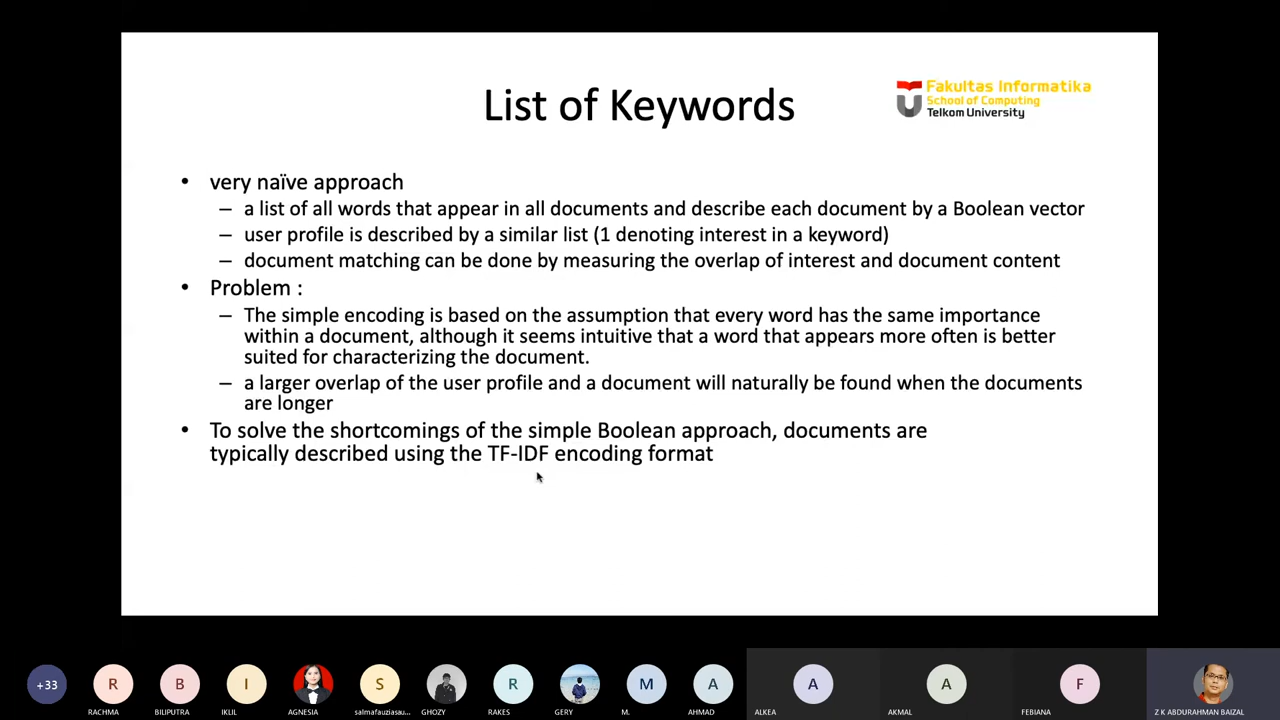 List of Keywords
Fakultas Informatika
School of Computing
Telkom University
• very naïve approach
– a list of all words that appear in all documents and describe each document by a Boolean vector
– user profile is described by a similar list (1 denoting interest in a keyword)
– document matching can be done by measuring the overlap of interest and document content
• Problem :
– The simple encoding is based on the assumption that every word has the same importance
within a document, although it seems intuitive that a word that appears more often is better
suited for characterizing the document.
– a larger overlap of the user profile and a document will naturally be found when the documents
are longer
• To solve the shortcomings of the simple Boolean approach, documents are
typically described using the TF-IDF encoding format
+33 R B I S R M A A A F
RACHMA BILIPUTRA IKLIL AGNESIA salmafauziasau... GHOZY RAKES GERY M. AHMAD ALKEA AKMAL FEBIANA Z K ABDURAHMAN BAIZAL